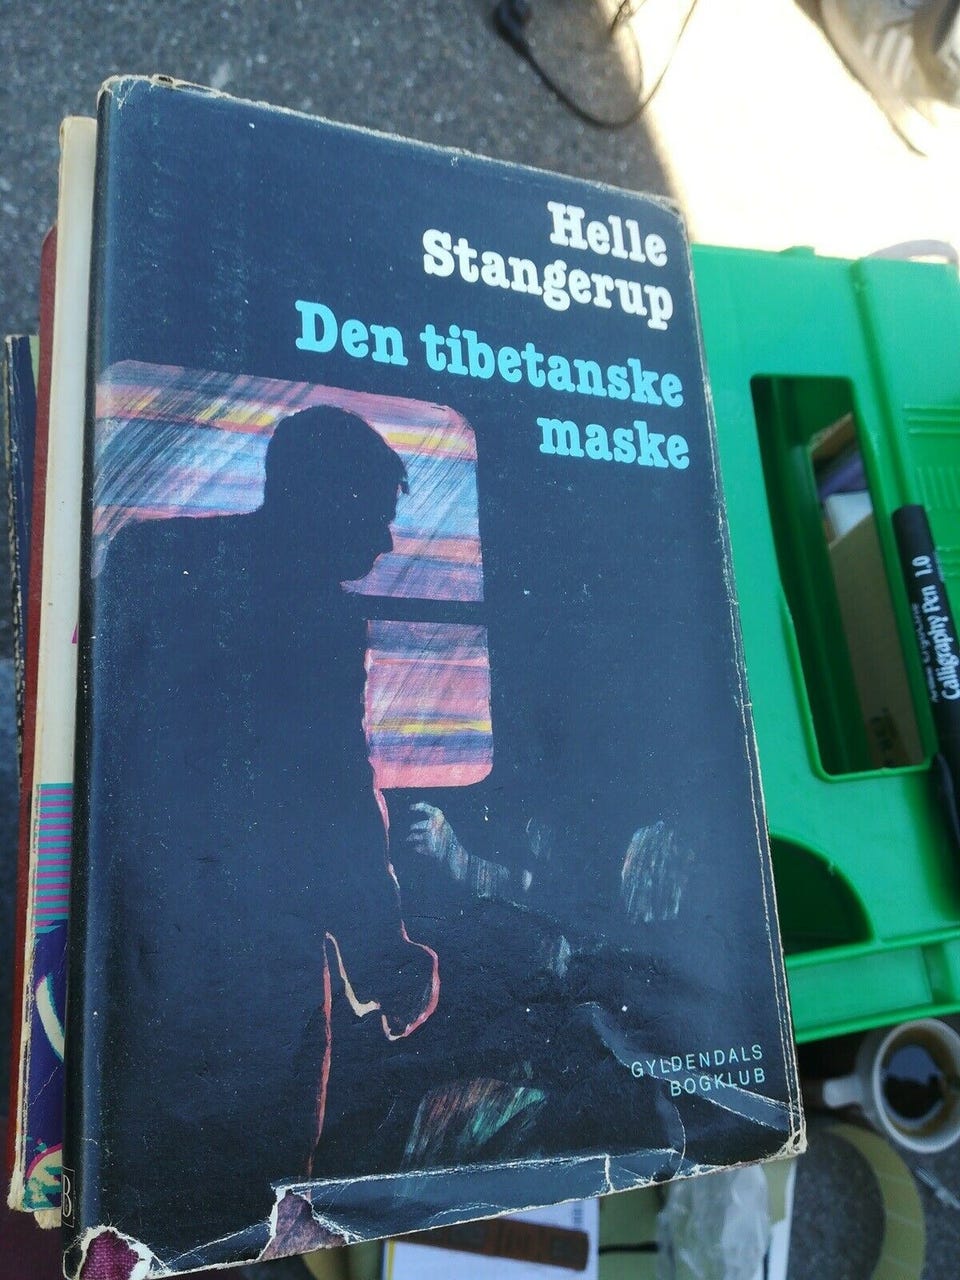 Helle
Stangerup
Den tibetanske
maske
GYLDENDALS
BOGKLUB
Calligraphy Pen 1.0